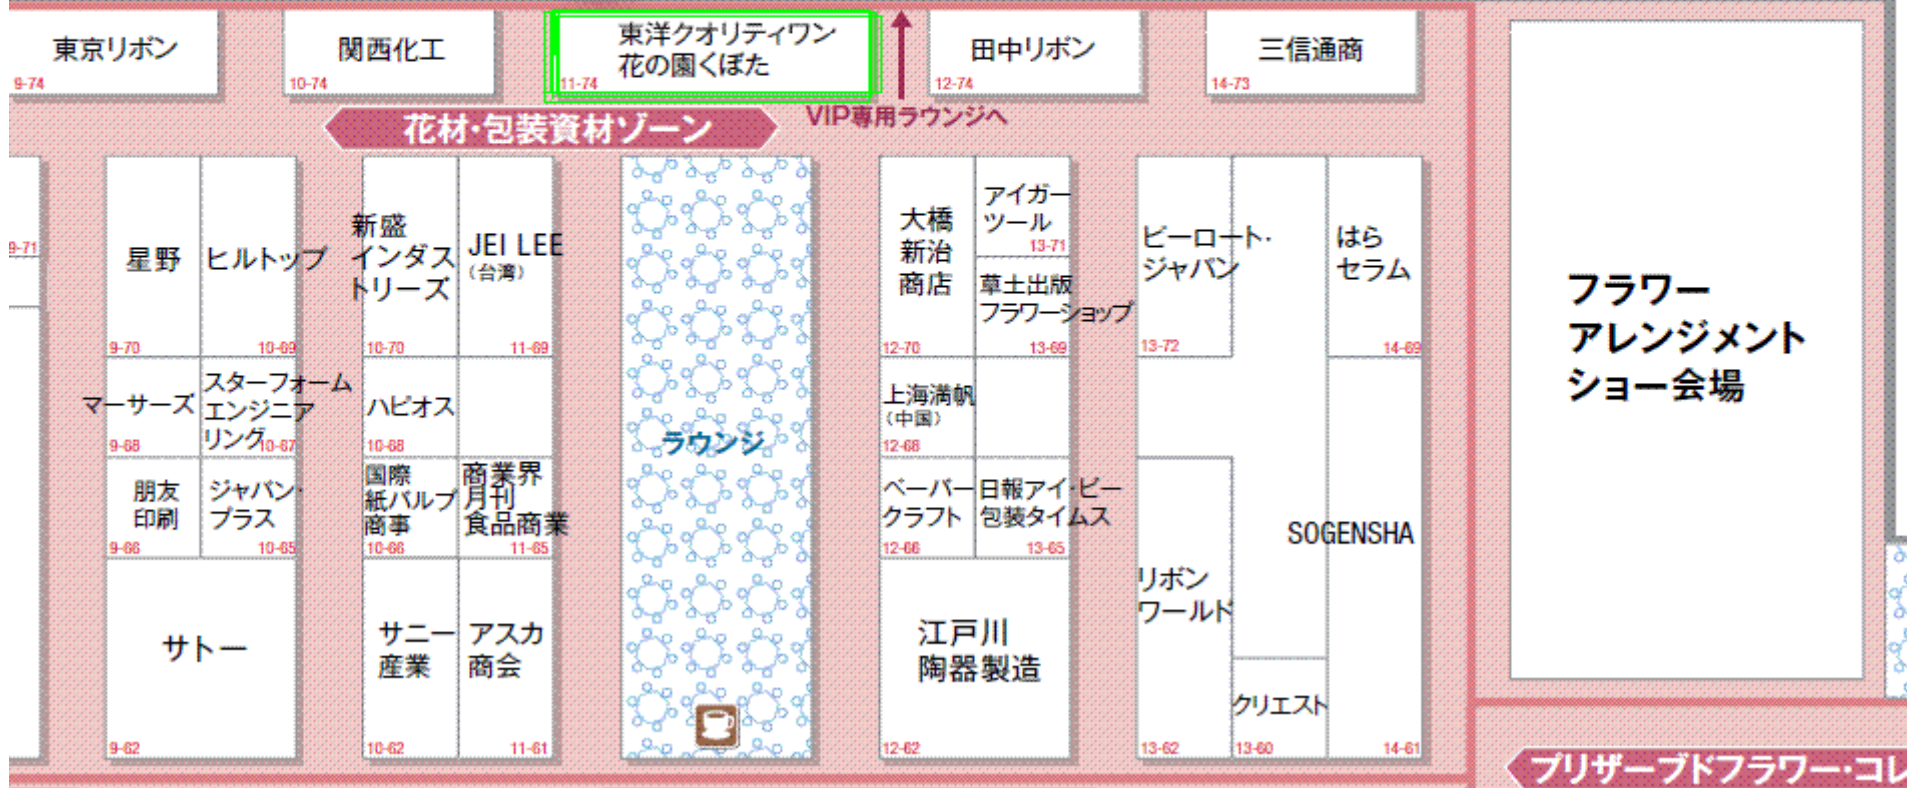 東京リボン
9-74
関西化工
10-74
東洋クオリティワン
花の園くぼた
11-74
田中リボン
12-74
三信通商
14-73
VIP専用ラウンジへ
花材・包装資材ゾーン
9-71
星野
9-70
ヒルトップ
10-69
新盛
インダス
トリーズ
10-70
JEI LEE
(台湾)
11-69
大橋
新治
商店
12-70
アイガー
ツール
13-71
草土出版
フラワーショップ
13-69
ピーロート・
ジャパン
13-72
はら
セラム
14-69
フラワー
アレンジメント
ショー会場
マーサーズ
9-68
スターフォーム
エンジニア
リング
10-67
ハピオス
10-68
ラウンジ
上海満帆
(中国)
12-68
朋友
印刷
9-66
ジャパン・
プラス
10-65
国際
紙パルプ
商事
10-66
商業界
月刊
食品商業
11-65
ペーパー
クラフト
12-66
日報アイ・ビー
包装タイムス
13-65
SOGENSHA
14-61
サトー
9-62
サニー
産業
10-62
アスカ
商会
11-61
江戸川
陶器製造
12-62
リボン
ワールド
13-62
クリエスト
13-60
プリザーブドフラワー・コレ